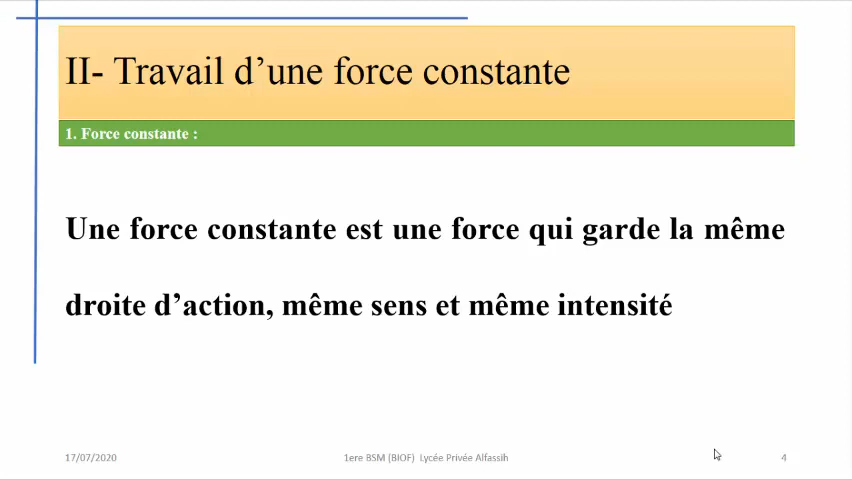 II- Travail d’une force constante
1. Force constante :
Une force constante est une force qui garde la même
droite d’action, même sens et même intensité
17/07/2020
1ere BSM (BIOF) Lycée Privée Alfassih
4